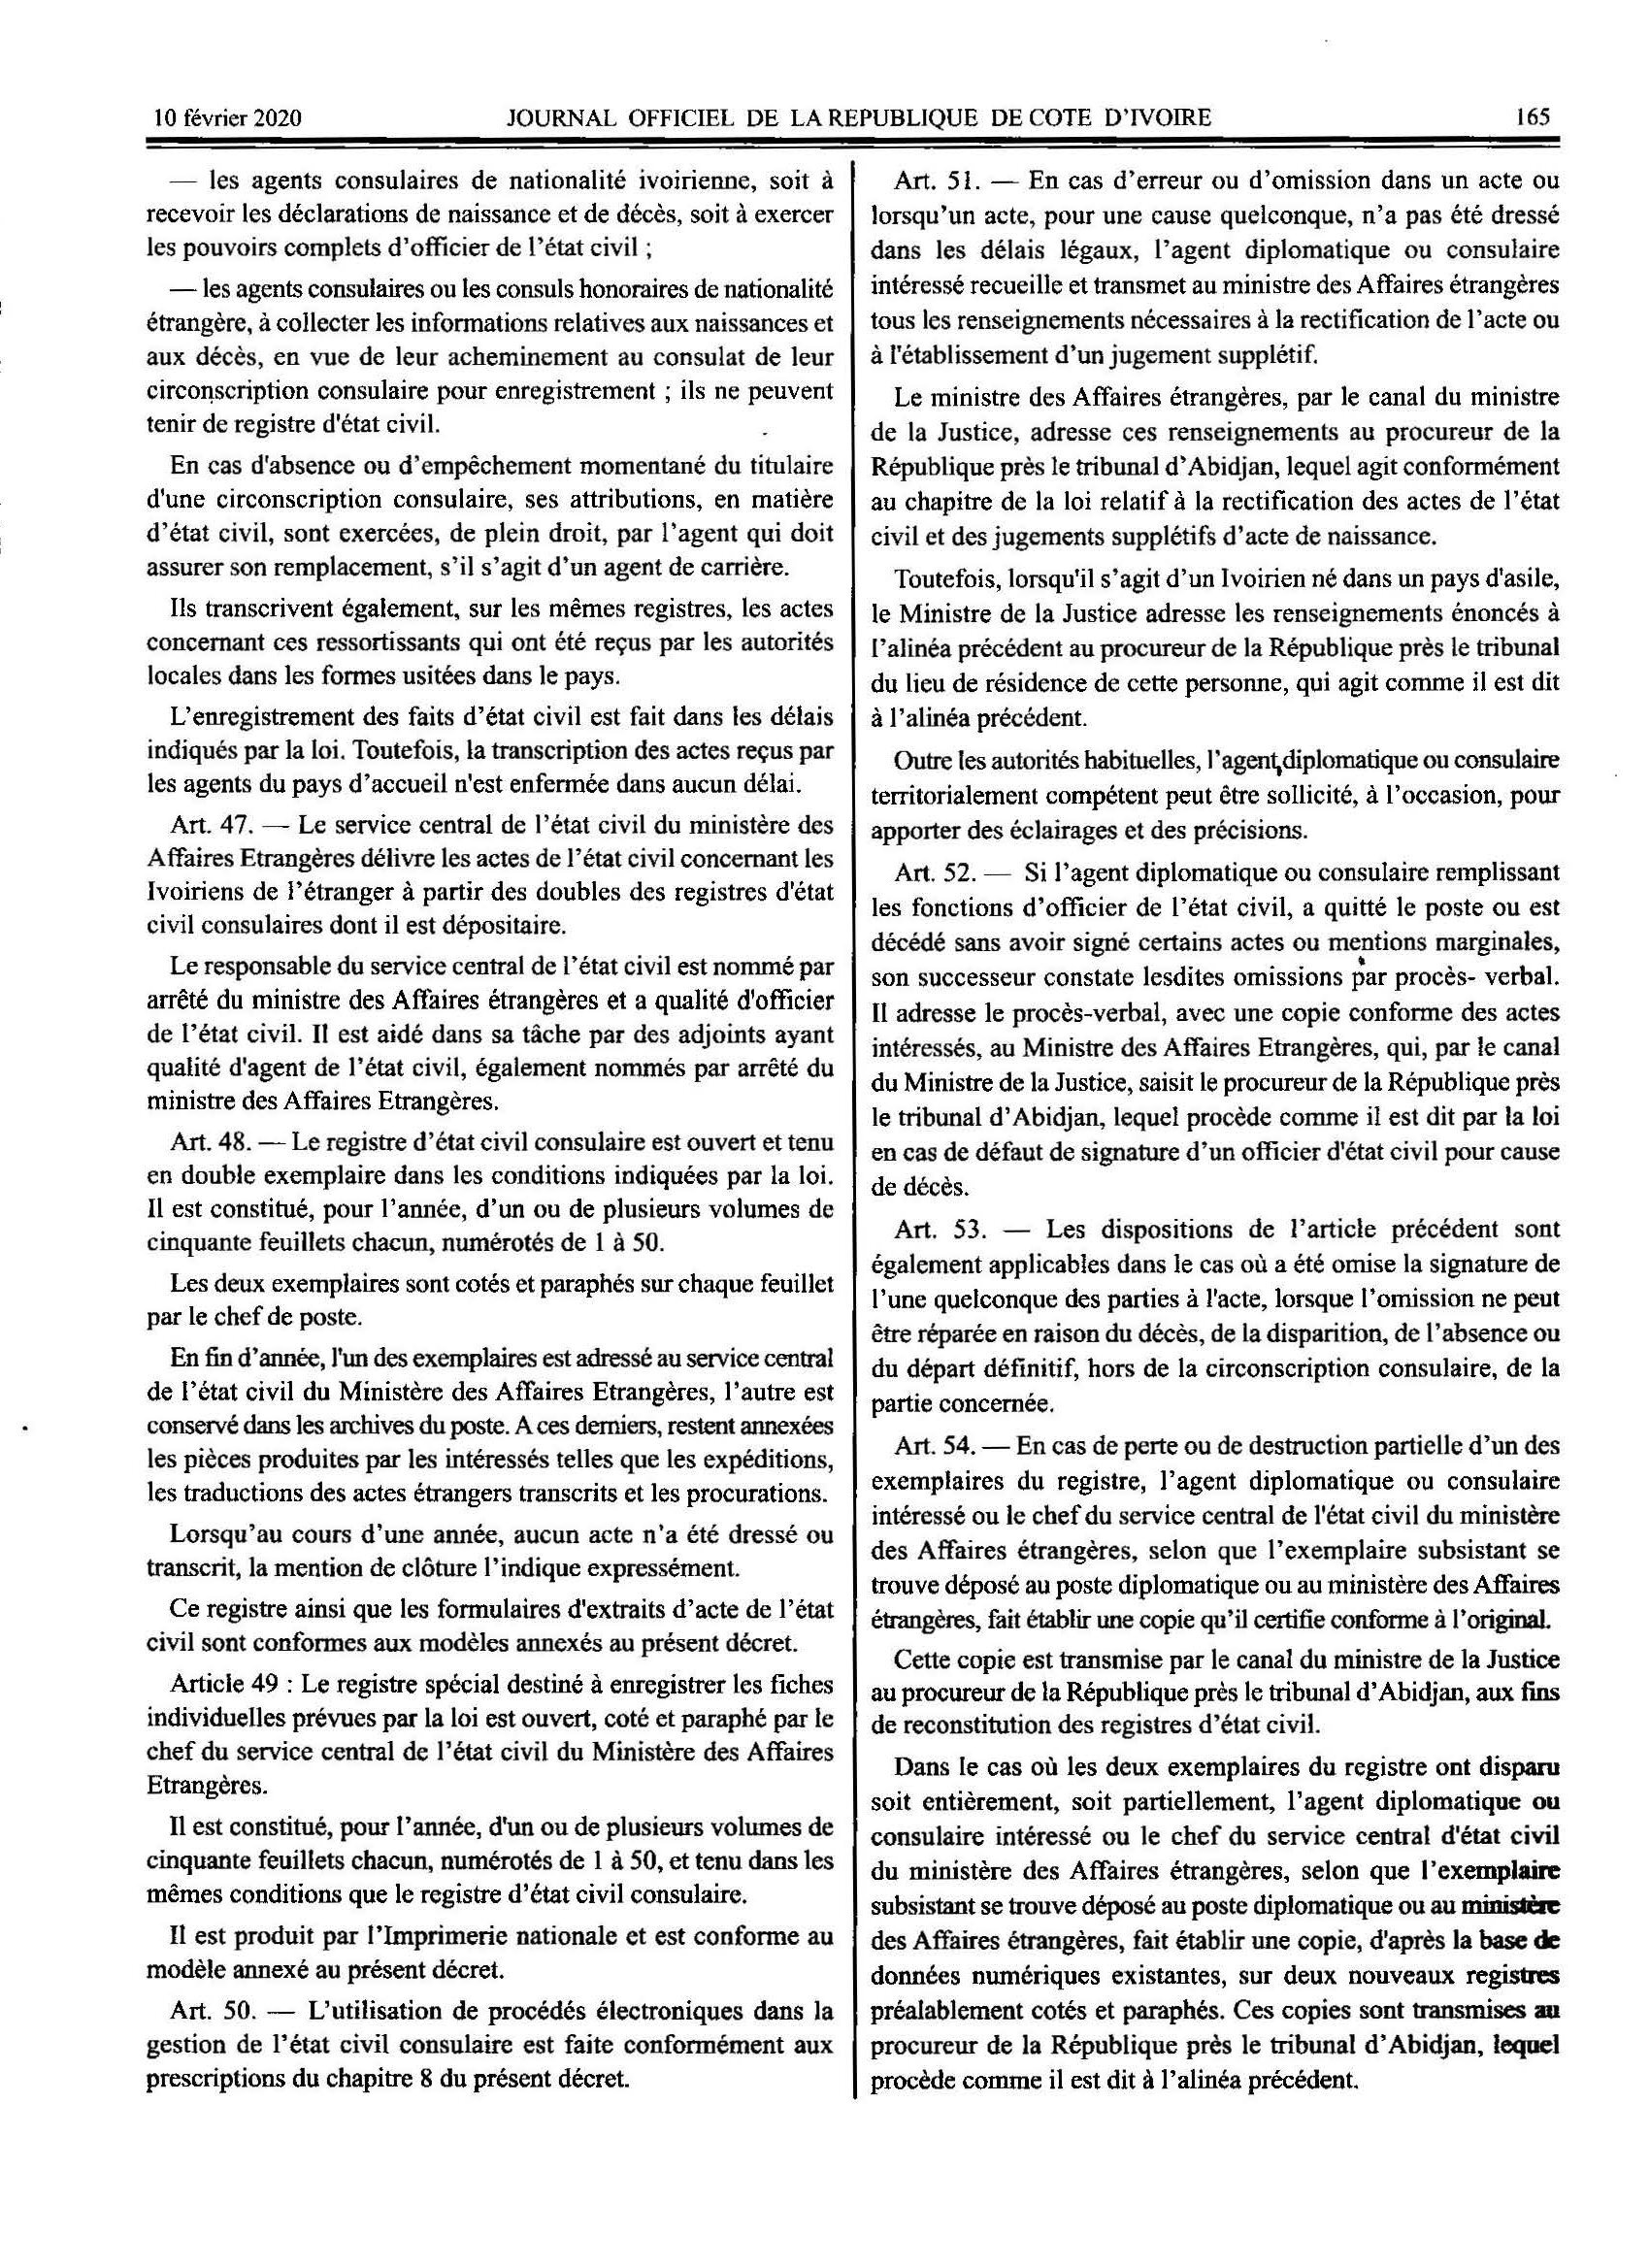 10 février 2020
JOURNAL OFFICIEL DE LA REPUBLIQUE DE COTE D'IVOIRE
165
— les agents consulaires de nationalité ivoirienne, soit à
recevoir les déclarations de naissance et de décès, soit à exercer
les pouvoirs complets d'officier de l'état civil ;
— les agents consulaires ou les consuls honoraires de nationalité
étrangère, à collecter les informations relatives aux naissances et
aux décès, en vue de leur acheminement au consulat de leur
circonscription consulaire pour enregistrement ; ils ne peuvent
tenir de registre d'état civil.
En cas d'absence ou d'empêchement momentané du titulaire
d'une circonscription consulaire, ses attributions, en matière
d'état civil, sont exercées, de plein droit, par l'agent qui doit
assurer son remplacement, s'il s'agit d'un agent de carrière.
Ils transcrivent également, sur les mêmes registres, les actes
concernant ces ressortissants qui ont été reçus par les autorités
locales dans les formes usitées dans le pays.
L'enregistrement des faits d'état civil est fait dans les délais
indiqués par la loi. Toutefois, la transcription des actes reçus par
les agents du pays d'accueil n'est enfermée dans aucun délai.
Art. 47. — Le service central de l'état civil du ministère des
Affaires Etrangères délivre les actes de l'état civil concernant les
Ivoiriens de l'étranger à partir des doubles des registres d'état
civil consulaires dont il est dépositaire.
Le responsable du service central de l'état civil est nommé par
arrêté du ministre des Affaires étrangères et a qualité d'officier
de l'état civil. Il est aidé dans sa tâche par des adjoints ayant
qualité d'agent de l'état civil, également nommés par arrêté du
ministre des Affaires Etrangères.
Art. 48. — Le registre d'état civil consulaire est ouvert et tenu
en double exemplaire dans les conditions indiquées par la loi.
Il est constitué, pour l'année, d'un ou de plusieurs volumes de
cinquante feuillets chacun, numérotés de 1 à 50.
Les deux exemplaires sont cotés et paraphés sur chaque feuillet
par le chef de poste.
En fin d'année, l'un des exemplaires est adressé au service central
de l'état civil du Ministère des Affaires Etrangères, l'autre est
conservé dans les archives du poste. A ces derniers, restent annexées
les pièces produites par les intéressés telles que les expéditions,
les traductions des actes étrangers transcrits et les procurations.
Lorsqu'au cours d'une année, aucun acte n'a été dressé ou
transcrit, la mention de clôture l'indique expressément.
Ce registre ainsi que les formulaires d'extraits d'acte de l'état
civil sont conformes aux modèles annexés au présent décret.
Article 49 : Le registre spécial destiné à enregistrer les fiches
individuelles prévues par la loi est ouvert, coté et paraphé par le
chef du service central de l'état civil du Ministère des Affaires
Etrangères.
Il est constitué, pour l'année, d'un ou de plusieurs volumes de
cinquante feuillets chacun, numérotés de 1 à 50, et tenu dans les
mêmes conditions que le registre d'état civil consulaire.
Il est produit par l'Imprimerie nationale et est conforme au
modèle annexé au présent décret.
Art. 50. — L'utilisation de procédés électroniques dans la
gestion de l'état civil consulaire est faite conformément aux
prescriptions du chapitre 8 du présent décret.
Art. 51. — En cas d'erreur ou d'omission dans un acte ou
lorsqu'un acte, pour une cause quelconque, n'a pas été dressé
dans les délais légaux, l'agent diplomatique ou consulaire
intéressé recueille et transmet au ministre des Affaires étrangères
tous les renseignements nécessaires à la rectification de l'acte ou
à l'établissement d'un jugement supplétif.
Le ministre des Affaires étrangères, par le canal du ministre
de la Justice, adresse ces renseignements au procureur de la
République près le tribunal d'Abidjan, lequel agit conformément
au chapitre de la loi relatif à la rectification des actes de l'état
civil et des jugements supplétifs d'acte de naissance.
Toutefois, lorsqu'il s'agit d'un Ivoirien né dans un pays d'asile,
le Ministre de la Justice adresse les renseignements énoncés à
l'alinéa précédent au procureur de la République près le tribunal
du lieu de résidence de cette personne, qui agit comme il est dit
à l'alinéa précédent.
Outre les autorités habituelles, l'agent diplomatique ou consulaire
territorialement compétent peut être sollicité, à l'occasion, pour
apporter des éclairages et des précisions.
Art. 52. — Si l'agent diplomatique ou consulaire remplissant
les fonctions d'officier de l'état civil, a quitté le poste ou est
décédé sans avoir signé certains actes ou mentions marginales,
son successeur constate lesdites omissions par procès- verbal.
Il adresse le procès-verbal, avec une copie conforme des actes
intéressés, au Ministre des Affaires Etrangères, qui, par le canal
du Ministre de la Justice, saisit le procureur de la République près
le tribunal d'Abidjan, lequel procède comme il est dit par la loi
en cas de défaut de signature d'un officier d'état civil pour cause
de décès.
Art. 53. — Les dispositions de l'article précédent sont
également applicables dans le cas où a été omise la signature de
l'une quelconque des parties à l'acte, lorsque l'omission ne peut
être réparée en raison du décès, de la disparition, de l'absence ou
du départ définitif, hors de la circonscription consulaire, de la
partie concernée.
Art. 54. — En cas de perte ou de destruction partielle d'un des
exemplaires du registre, l'agent diplomatique ou consulaire
intéressé ou le chef du service central de l'état civil du ministère
des Affaires étrangères, selon que l'exemplaire subsistant se
trouve déposé au poste diplomatique ou au ministère des Affaires
étrangères, fait établir une copie qu'il certifie conforme à l'original.
Cette copie est transmise par le canal du ministre de la Justice
au procureur de la République près le tribunal d'Abidjan, aux fins
de reconstitution des registres d'état civil.
Dans le cas où les deux exemplaires du registre ont disparu
soit entièrement, soit partiellement, l'agent diplomatique ou
consulaire intéressé ou le chef du service central d'état civil
du ministère des Affaires étrangères, selon que l'exemplaire
subsistant se trouve déposé au poste diplomatique ou au ministère
des Affaires étrangères, fait établir une copie, d'après la base de
données numériques existantes, sur deux nouveaux registres
préalablement cotés et paraphés. Ces copies sont transmises au
procureur de la République près le tribunal d'Abidjan, lequel
procède comme il est dit à l'alinéa précédent.